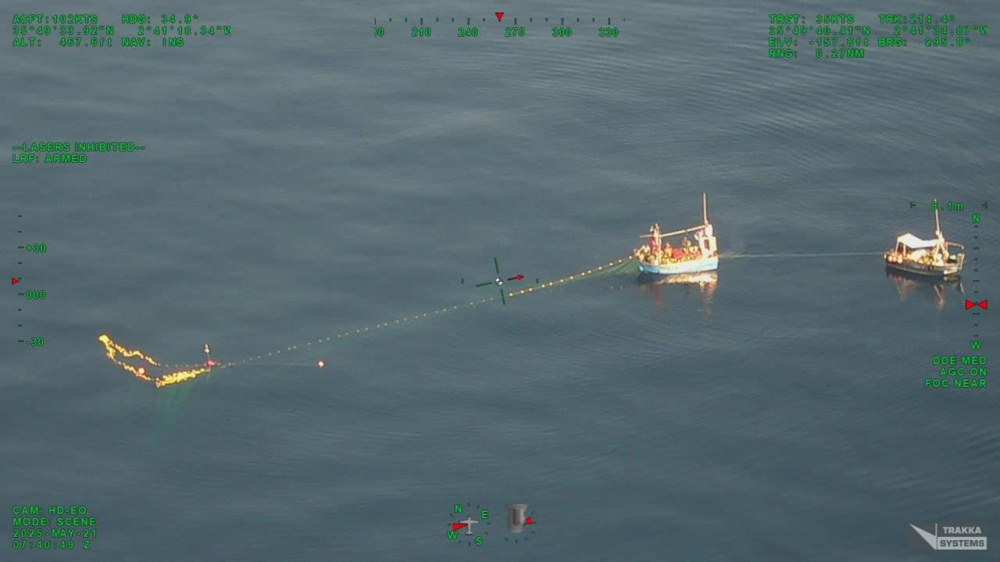 ACFT:102KTS HDG: 34.9°
35°49'33.92"N 2°41'18.34"W
ALT: 467.6ft NAV: INS
210 240 270 300 330
TRGT: 35KTS TRK:214.4°
35°49'40.41"N 2°41'34.87"W
ELV: -157.8ft BRG: 295.8°
RNG: 0.27NM
--LASERS INHIBITED--
LRF: ARMED
8.1m
N
+30
000
-30
W
DDE MED
AGC ON
FOC NEAR
CAM: HD-EO
MODE: SCENE
2025-MAY-21
07:40:49 Z
N
E
W
S
TRAKKA
SYSTEMS